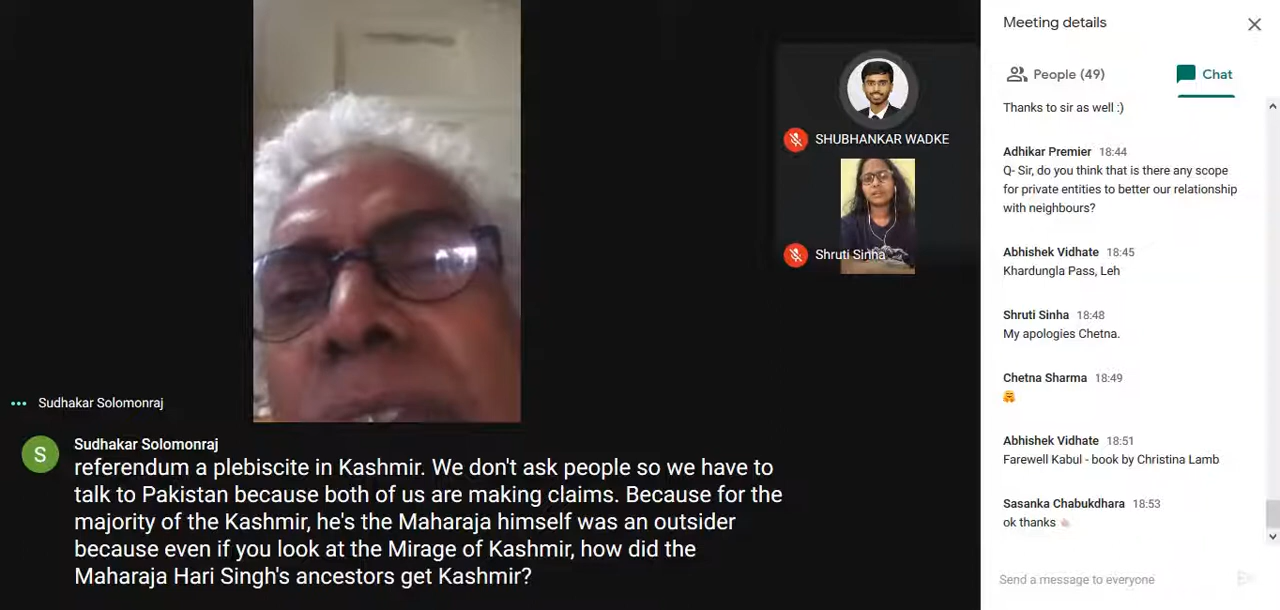 SHUBHANKAR WADKE
Shruti Sinha
Sudhakar Solomonraj
S
Sudhakar Solomonraj
referendum a plebiscite in Kashmir. We don't ask people so we have to
talk to Pakistan because both of us are making claims. Because for the
majority of the Kashmir, he's the Maharaja himself was an outsider
because even if you look at the Mirage of Kashmir, how did the
Maharaja Hari Singh's ancestors get Kashmir?
Meeting details
People (49)
Chat
Thanks to sir as well :)
Adhikar Premier 18:44
Q- Sir, do you think that is there any scope
for private entities to better our relationship
with neighbours?
Abhishek Vidhate 18:45
Khardungla Pass, Leh
Shruti Sinha 18:48
My apologies Chetna.
Chetna Sharma 18:49
🤗
Abhishek Vidhate 18:51
Farewell Kabul - book by Christina Lamb
Sasanka Chabukdhara 18:53
ok thanks
Send a message to everyone